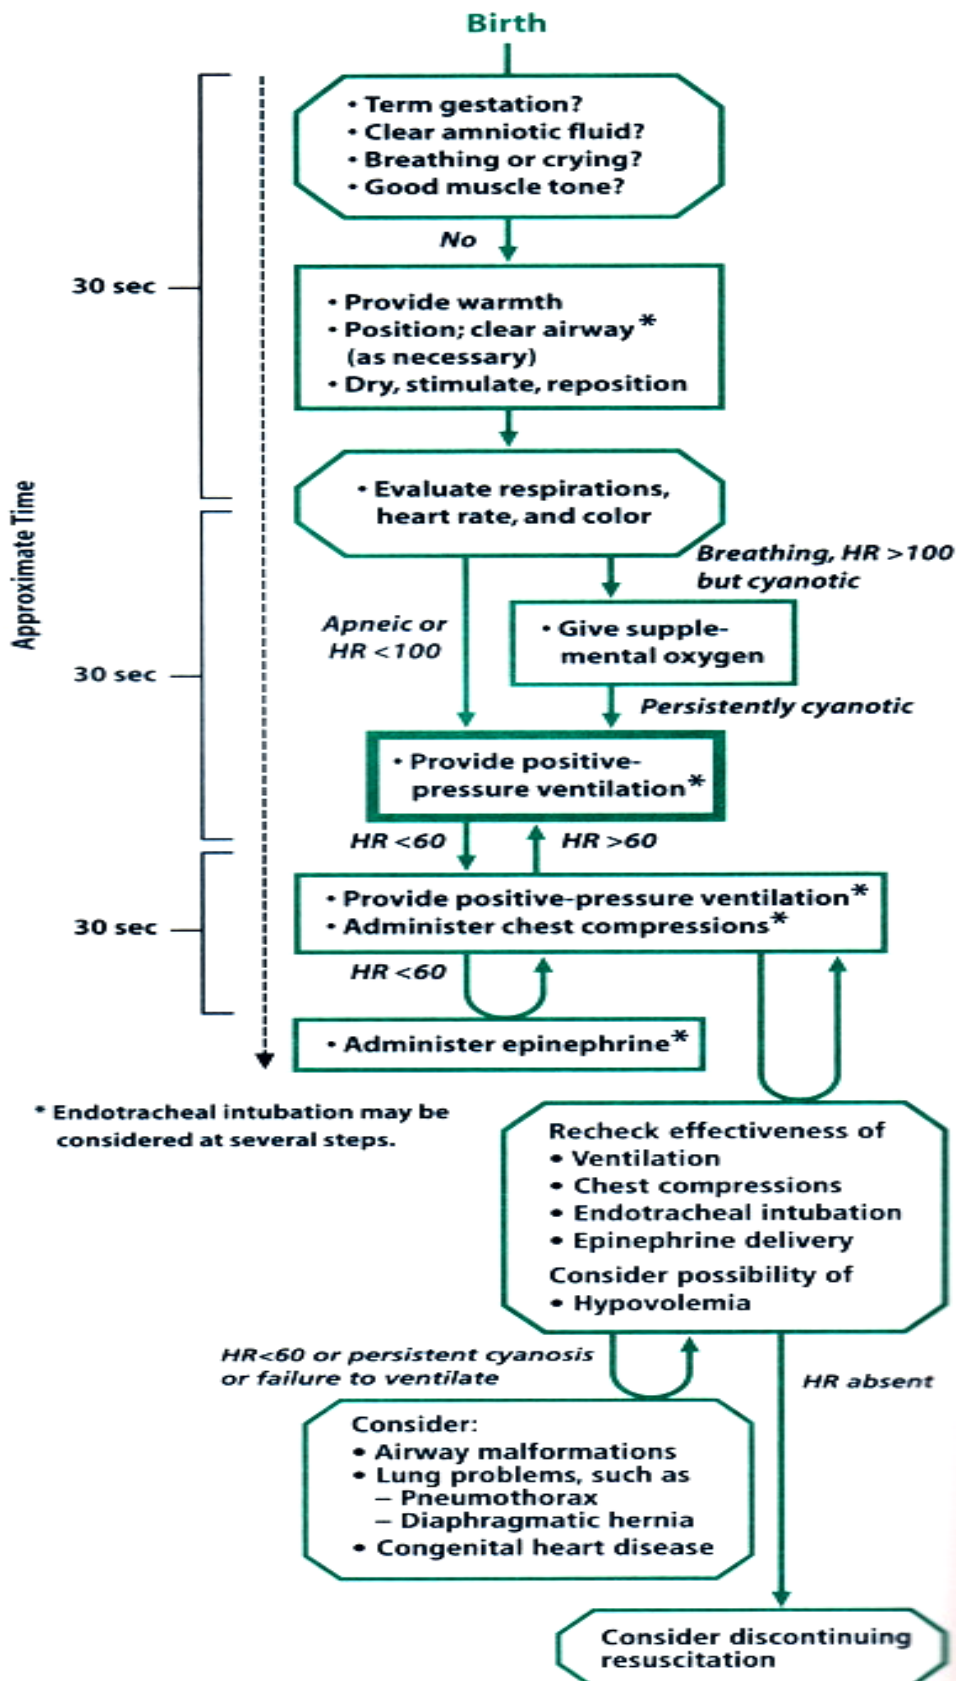 Birth
• Term gestation?
• Clear amniotic fluid?
• Breathing or crying?
• Good muscle tone?
No
30 sec
• Provide warmth
• Position; clear airway*
(as necessary)
• Dry, stimulate, reposition
Approximate Time
• Evaluate respirations,
heart rate, and color
Breathing, HR >100
but cyanotic
Apneic or
HR <100
• Give supple-
mental oxygen
30 sec
Persistently cyanotic
• Provide positive-
pressure ventilation*
HR <60
HR >60
30 sec
• Provide positive-pressure ventilation*
• Administer chest compressions*
HR <60
• Administer epinephrine*
* Endotracheal intubation may be
considered at several steps.
Recheck effectiveness of
• Ventilation
• Chest compressions
• Endotracheal intubation
• Epinephrine delivery
Consider possibility of
• Hypovolemia
HR<60 or persistent cyanosis
or failure to ventilate
HR absent
Consider:
• Airway malformations
• Lung problems, such as
– Pneumothorax
– Diaphragmatic hernia
• Congenital heart disease
Consider discontinuing
resuscitation